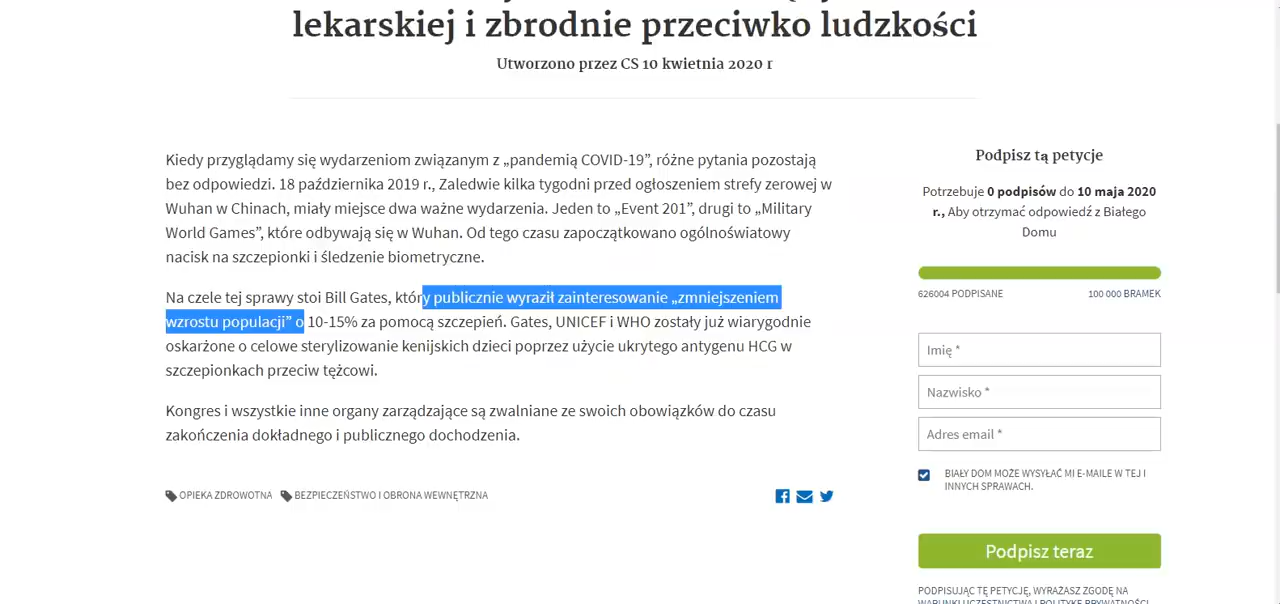 lekarskiej i zbrodnie przeciwko ludzkości
Utworzono przez CS 10 kwietnia 2020 r
Kiedy przyglądamy się wydarzeniom związanym z „pandemią COVID-19”, różne pytania pozostają
bez odpowiedzi. 18 października 2019 r., Zaledwie kilka tygodni przed ogłoszeniem strefy zerowej w
Wuhan w Chinach, miały miejsce dwa ważne wydarzenia. Jeden to „Event 201”, drugi to „Military
World Games”, które odbywają się w Wuhan. Od tego czasu zapoczątkowano ogólnoświatowy
nacisk na szczepionki i śledzenie biometryczne.
Na czele tej sprawy stoi Bill Gates, który publicznie wyraził zainteresowanie „zmniejszeniem
wzrostu populacji” o 10-15% za pomocą szczepień. Gates, UNICEF i WHO zostały już wiarygodnie
oskarżone o celowe sterylizowanie kenijskich dzieci poprzez użycie ukrytego antygenu HCG w
szczepionkach przeciw tężcowi.
Kongres i wszystkie inne organy zarządzające są zwalniane ze swoich obowiązków do czasu
zakończenia dokładnego i publicznego dochodzenia.
OPIEKA ZDROWOTNA BEZPIECZEŃSTWO I OBRONA WEWNĘTRZNA
Podpisz tą petycje
Potrzebuje 0 podpisów do 10 maja 2020
r., Aby otrzymać odpowiedź z Białego
Domu
626004 PODPISANE 100 000 BRAMEK
Imię *
Nazwisko *
Adres email *
BIAŁY DOM MOŻE WYSYŁAĆ MI E-MAILE W TEJ I
INNYCH SPRAWACH.
Podpisz teraz
PODPISUJĄC TĘ PETYCJĘ, WYRAŻASZ ZGODĘ NA
WARUNKI UCZESTNICTWA I POLITYKĘ PRYWATNOŚCI